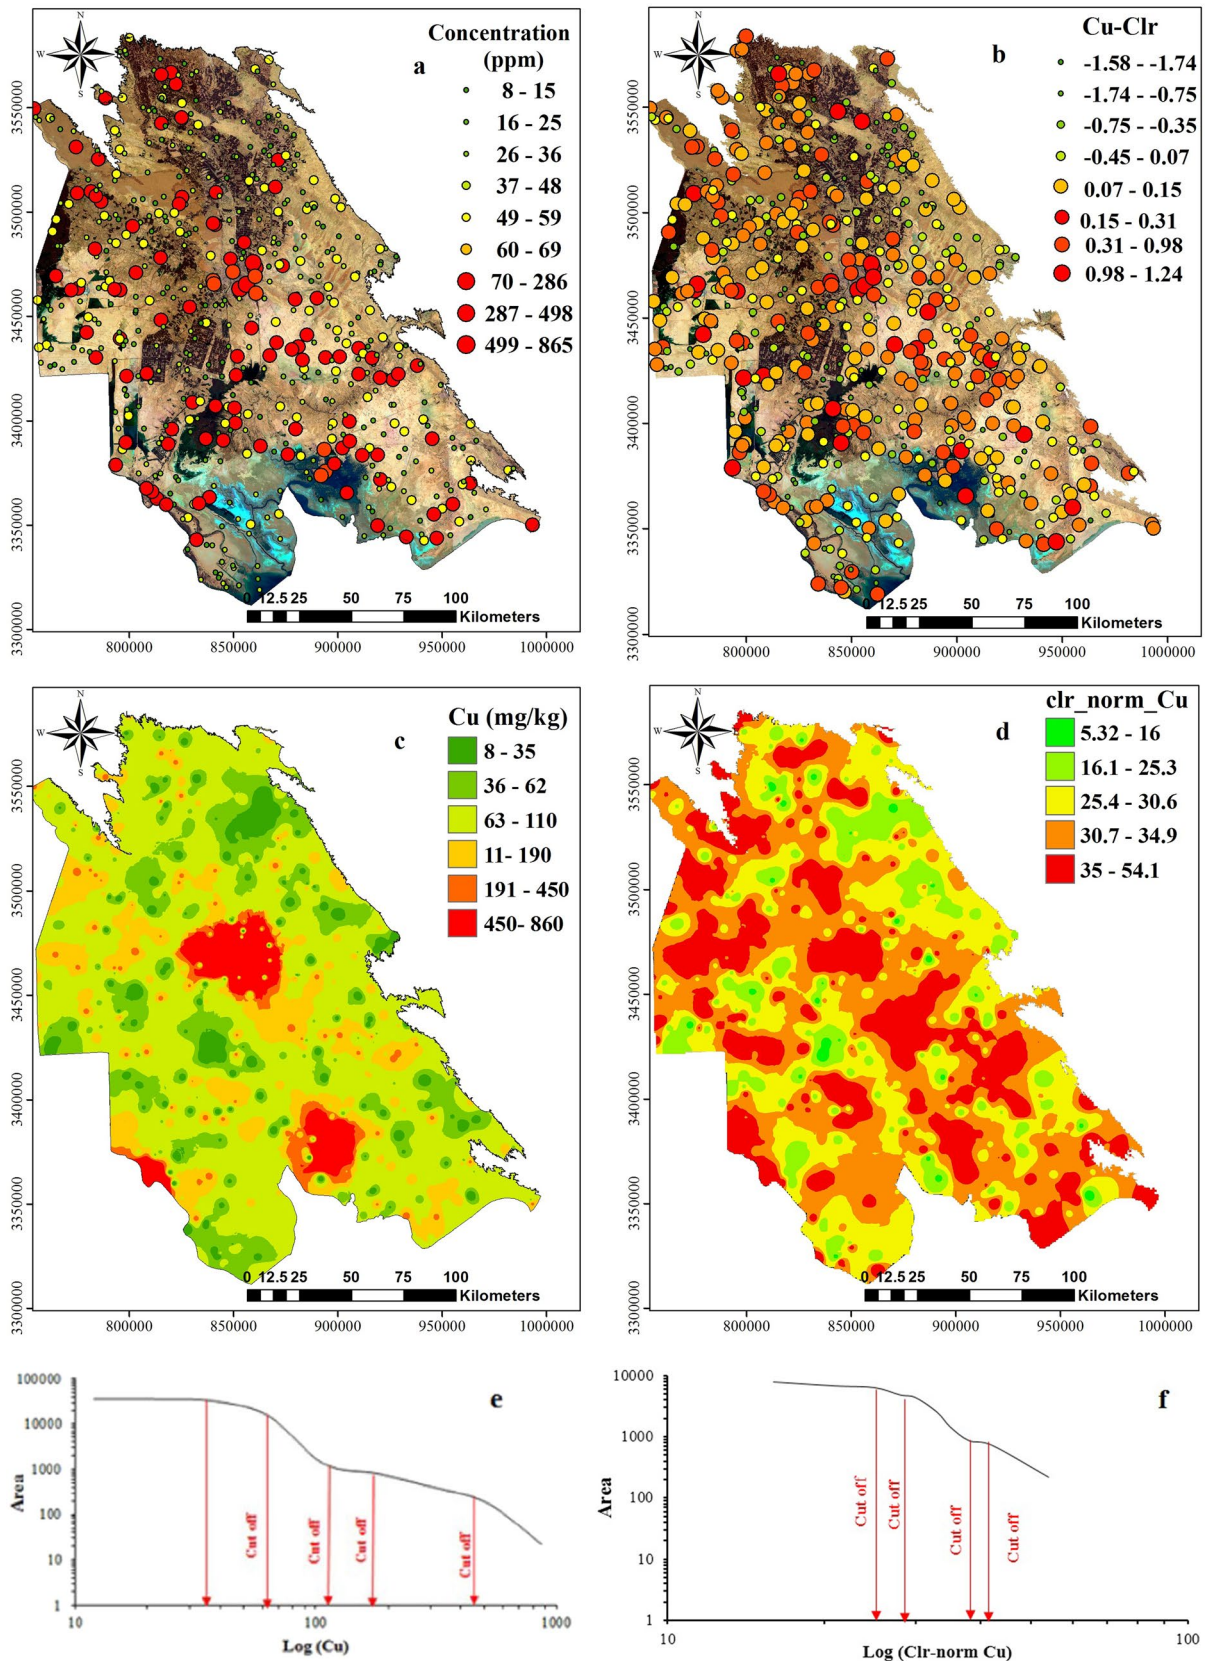 N
W
S
a
Concentration
(ppm)
8 - 15
16 - 25
26 - 36
37 - 48
49 - 59
60 - 69
70 - 286
287 - 498
499 - 865
3550000
3500000
3450000
3400000
3350000
3300000
0 12.5 25 50 75 100
Kilometers
800000 850000 900000 950000 1000000
N
W
S
b
Cu-Clr
-1.58 - -1.74
-1.74 - -0.75
-0.75 - -0.35
-0.45 - 0.07
0.07 - 0.15
0.15 - 0.31
0.31 - 0.98
0.98 - 1.24
3550000
3500000
3450000
3400000
3350000
3300000
0 12.5 25 50 75 100
Kilometers
800000 850000 900000 950000 1000000
N
W
S
c
Cu (mg/kg)
8 - 35
36 - 62
63 - 110
11- 190
191 - 450
450- 860
3550000
3500000
3450000
3400000
3350000
3300000
0 12.5 25 50 75 100
Kilometers
800000 850000 900000 950000 1000000
N
W
S
d
clr_norm_Cu
5.32 - 16
16.1 - 25.3
25.4 - 30.6
30.7 - 34.9
35 - 54.1
3550000
3500000
3450000
3400000
3350000
3300000
0 12.5 25 50 75 100
Kilometers
800000 850000 900000 950000 1000000
e
Area
100000
10000
1000
100
10
1
Cut off
Cut off
Cut off
Cut off
10 100 1000
Log (Cu)
f
Area
10000
1000
100
10
1
Cut off
Cut off
Cut off
Cut off
10 100
Log (Clr-norm Cu)